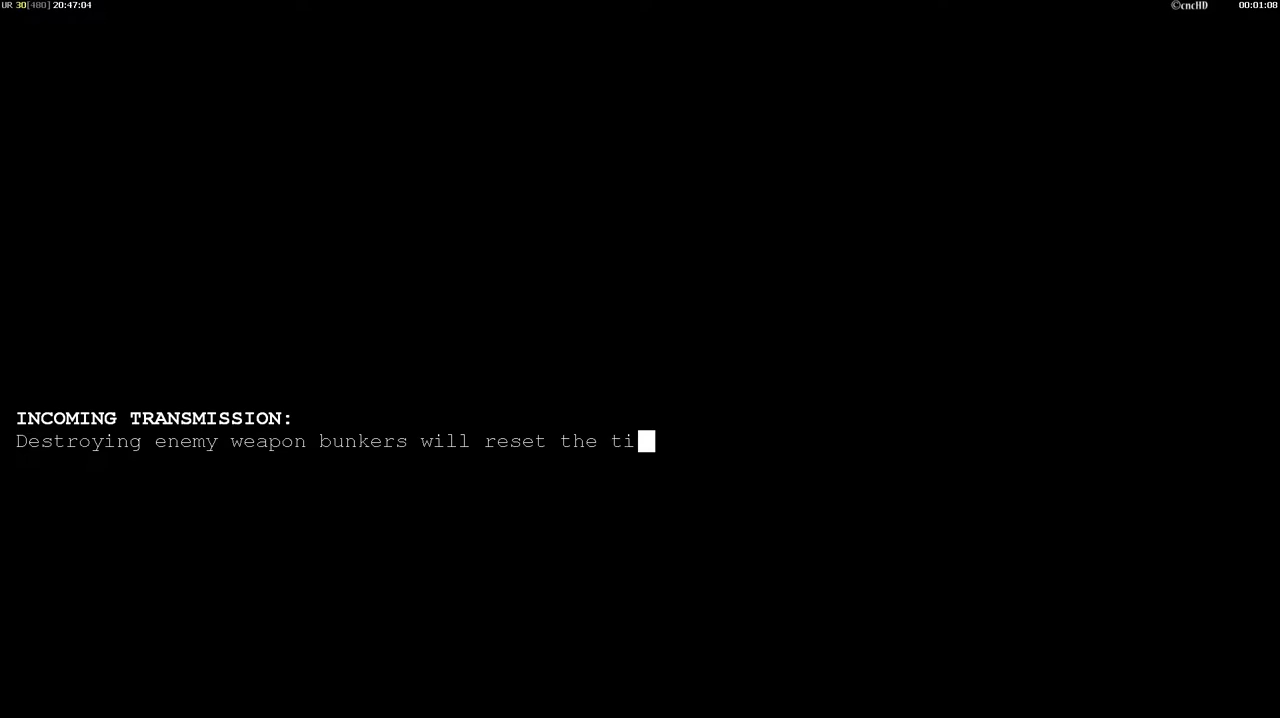 UR 30[480] 20:47:04 ©cncHD 00:01:08
INCOMING TRANSMISSION:
Destroying enemy weapon bunkers will reset the ti